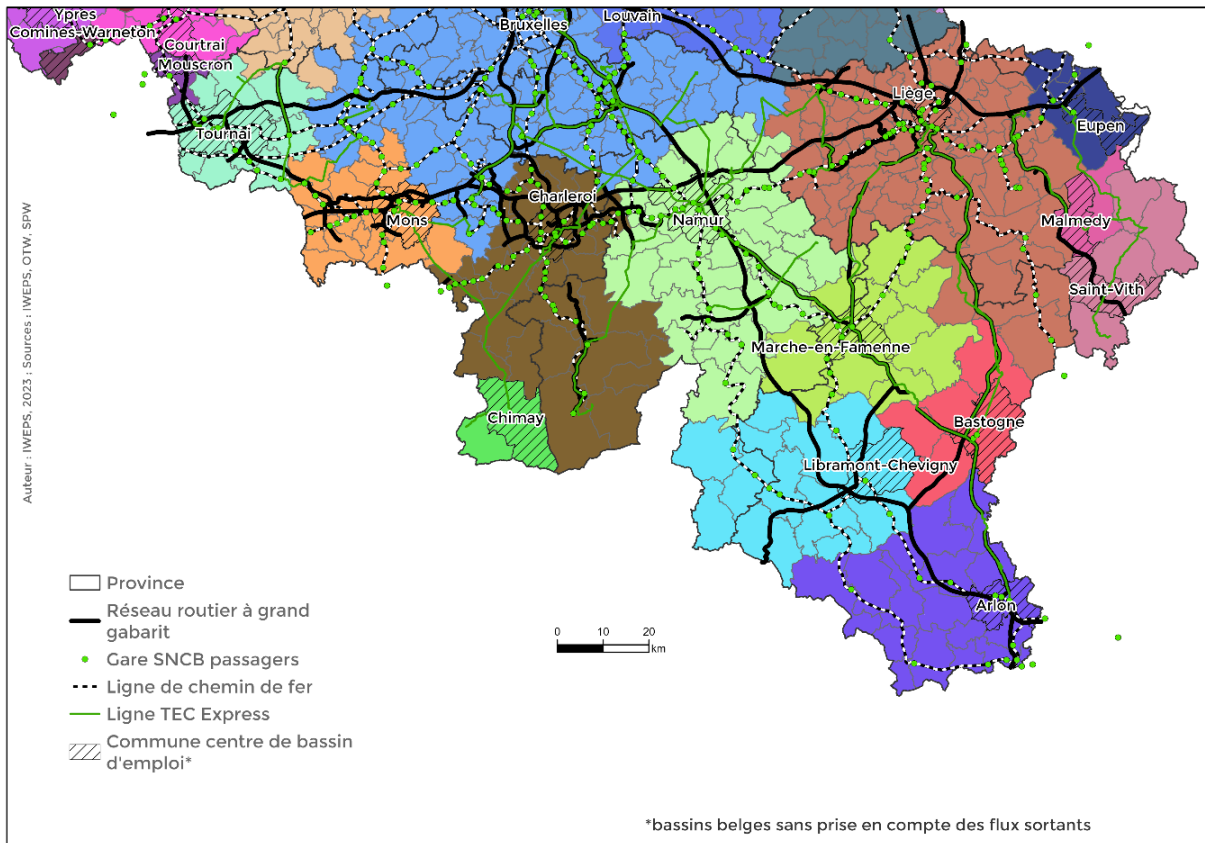 Ypres
Comines-Warneton
Courtrai
Mouscron
Bruxelles
Louvain
Liège
Eupen
Tournai
Mons
Charleroi
Namur
Malmedy
Saint-Vith
Marche-en-Famenne
Chimay
Bastogne
Libramont-Chevigny
Arlon
Auteur : IWEPS, 2023 ; Sources : IWEPS, OTW, SPW
Province
Réseau routier à grand
gabarit
Gare SNCB passagers
Ligne de chemin de fer
Ligne TEC Express
Commune centre de bassin
d'emploi*
0 10 20
km
*bassins belges sans prise en compte des flux sortants